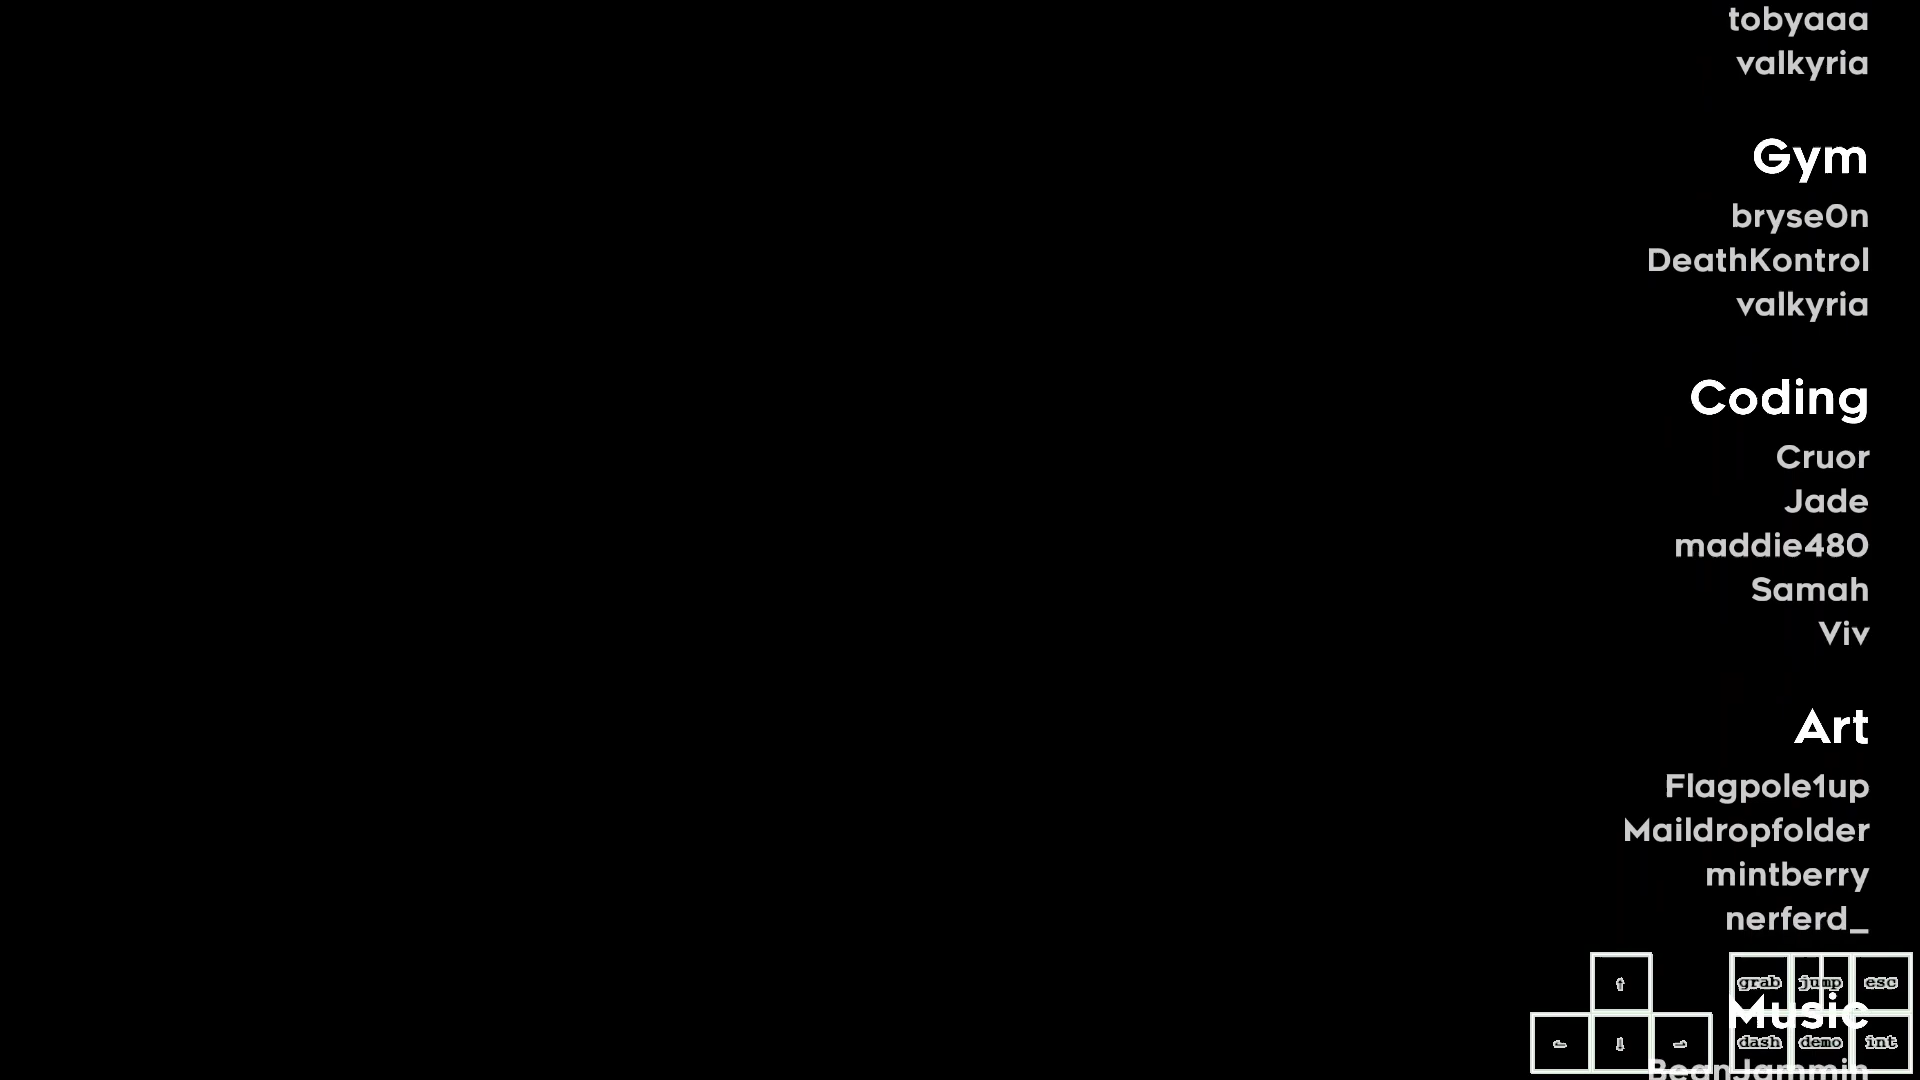 tobyaaa
valkyria
Gym
bryse0n
DeathKontrol
valkyria
Coding
Cruor
Jade
maddie480
Samah
Viv
Art
Flagpole1up
Maildropfolder
mintberry
nerferd_
↑ grab jump esc
Music
← ↓ → dash demo int
BeanJammin